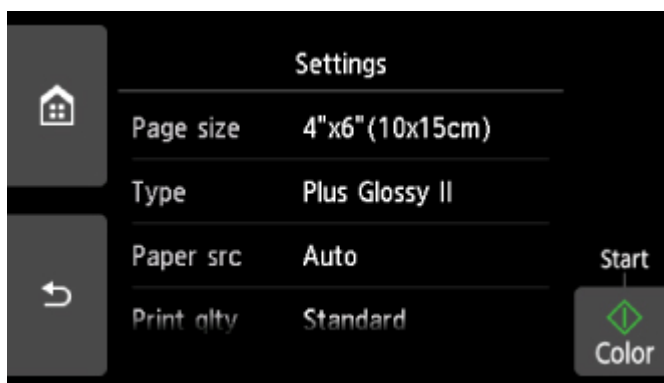 Settings
Page size 4"x6"(10x15cm)
Type Plus Glossy II
Paper src Auto
Print qlty Standard
Start
Color